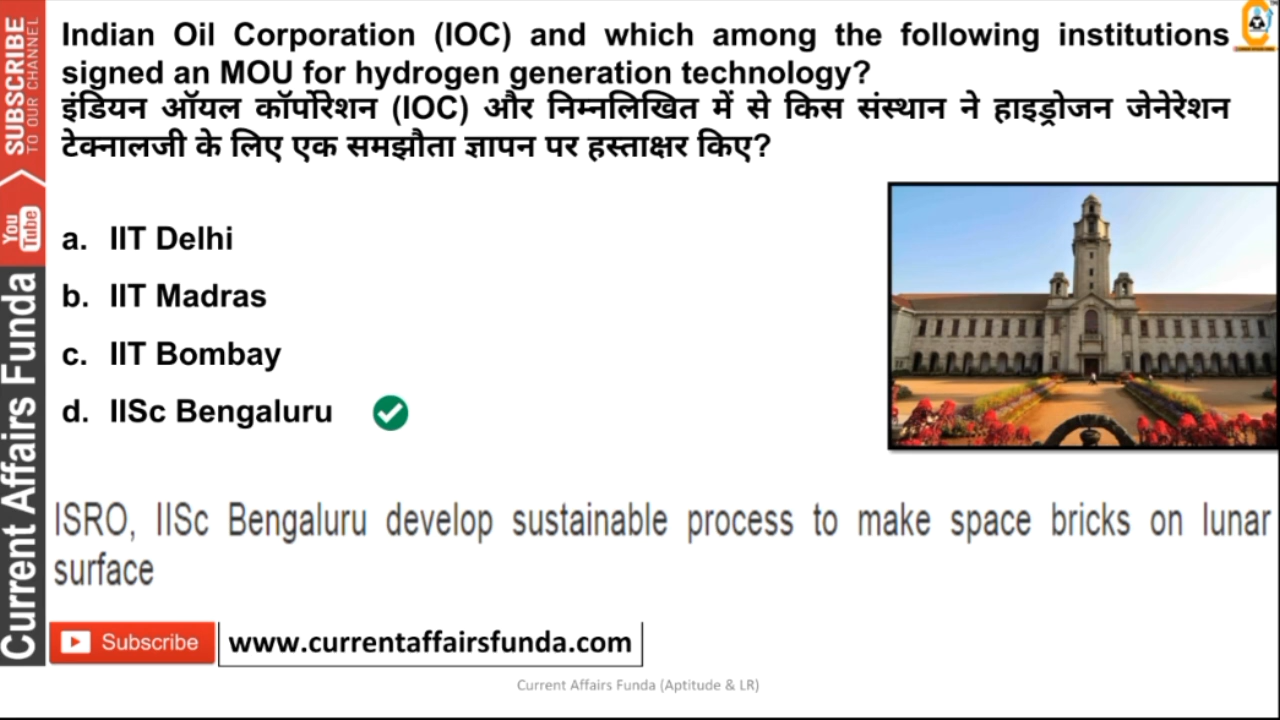 Indian Oil Corporation (IOC) and which among the following institutions
signed an MOU for hydrogen generation technology?
इंडियन ऑयल कॉर्पोरेशन (IOC) और निम्नलिखित में से किस संस्थान ने हाइड्रोजन जेनेरेशन
टेक्नालजी के लिए एक समझौता ज्ञापन पर हस्ताक्षर किए?
a. IIT Delhi
b. IIT Madras
c. IIT Bombay
d. IISc Bengaluru
ISRO, IISc Bengaluru develop sustainable process to make space bricks on lunar
surface
Subscribe
www.currentaffairsfunda.com
Current Affairs Funda (Aptitude & LR)
SUBSCRIBE
TO OUR CHANNEL
You
Tube
Current Affairs Funda